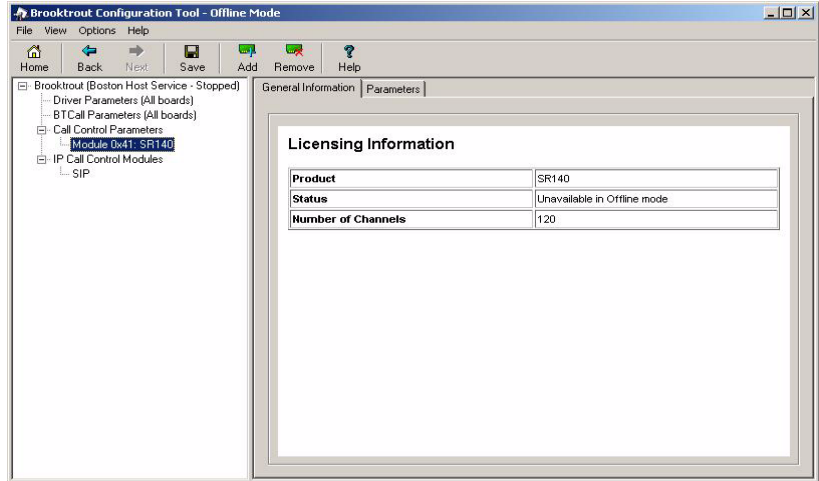 Brooktrout Configuration Tool - Offline Mode
File View Options Help
Home Back Next Save Add Remove Help
Brooktrout (Boston Host Service - Stopped)
Driver Parameters (All boards)
BTCall Parameters (All boards)
Call Control Parameters
Module 0x41: SR140
IP Call Control Modules
SIP
General Information Parameters
Licensing Information
Product SR140
Status Unavailable in Offline mode
Number of Channels 120